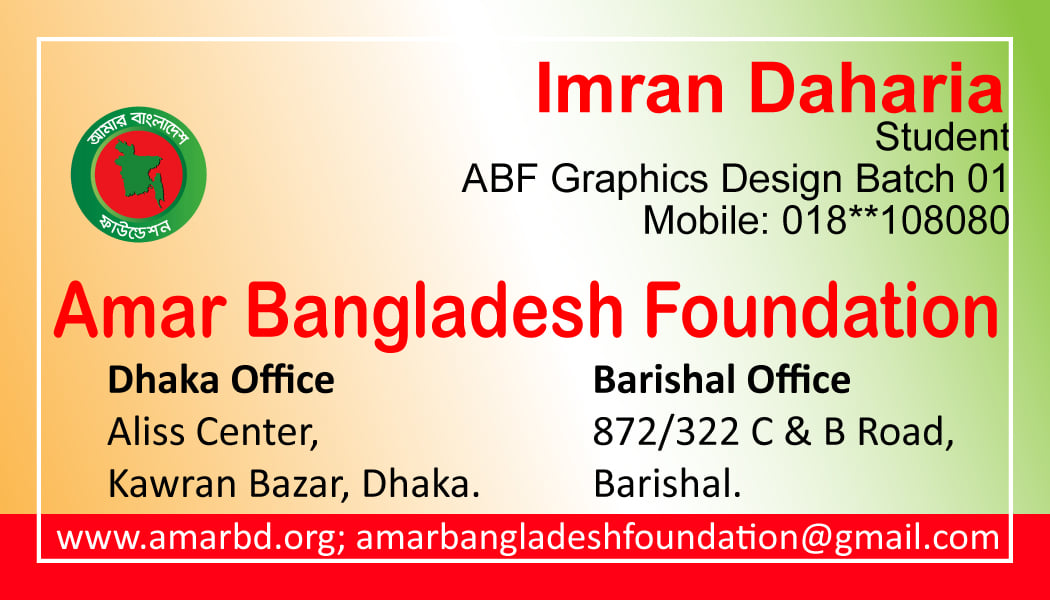 Imran Daharia
Student
ABF Graphics Design Batch 01
Mobile: 018**108080
আমার বাংলাদেশ
ফাউন্ডেশন
Amar Bangladesh Foundation
Dhaka Office
Aliss Center,
Kawran Bazar, Dhaka.
Barishal Office
872/322 C & B Road,
Barishal.
www.amarbd.org; amarbangladeshfoundation@gmail.com